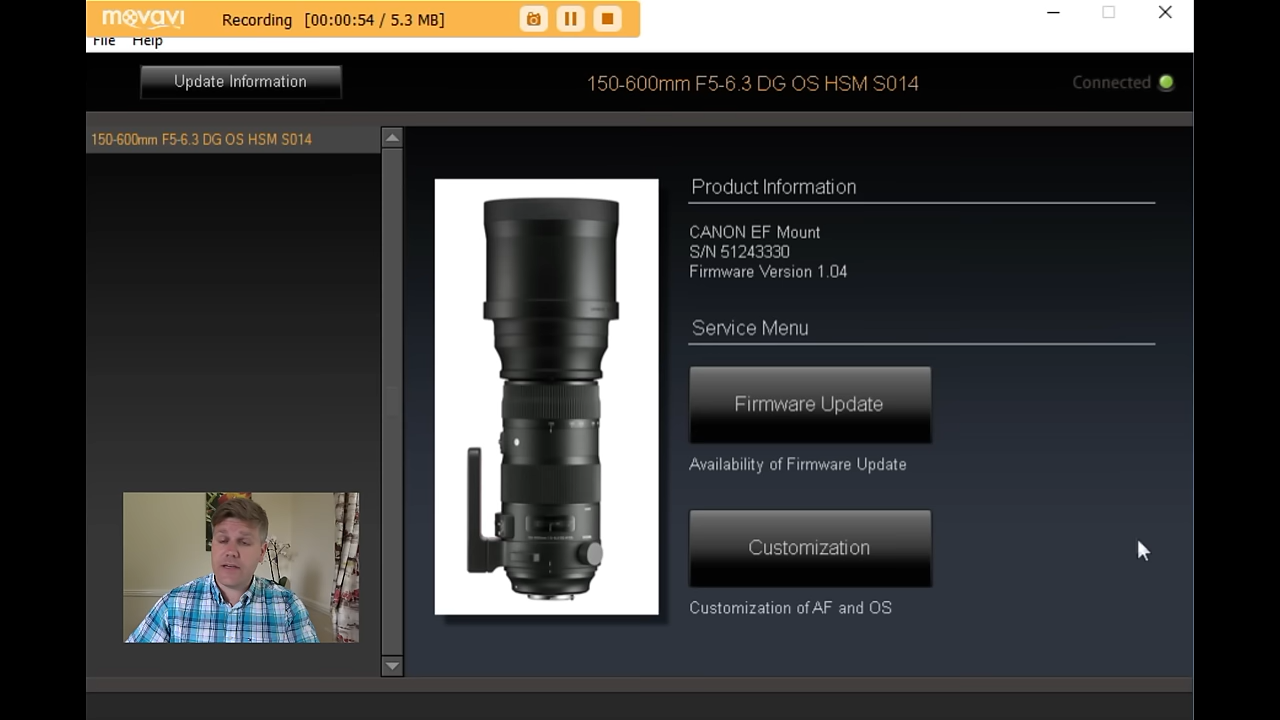 movavi
Recording [00:00:54 / 5.3 MB]
File Help
Update Information
150-600mm F5-6.3 DG OS HSM S014
Connected
150-600mm F5-6.3 DG OS HSM S014
Product Information
CANON EF Mount
S/N 51243330
Firmware Version 1.04
Service Menu
Firmware Update
Availability of Firmware Update
Customization
Customization of AF and OS